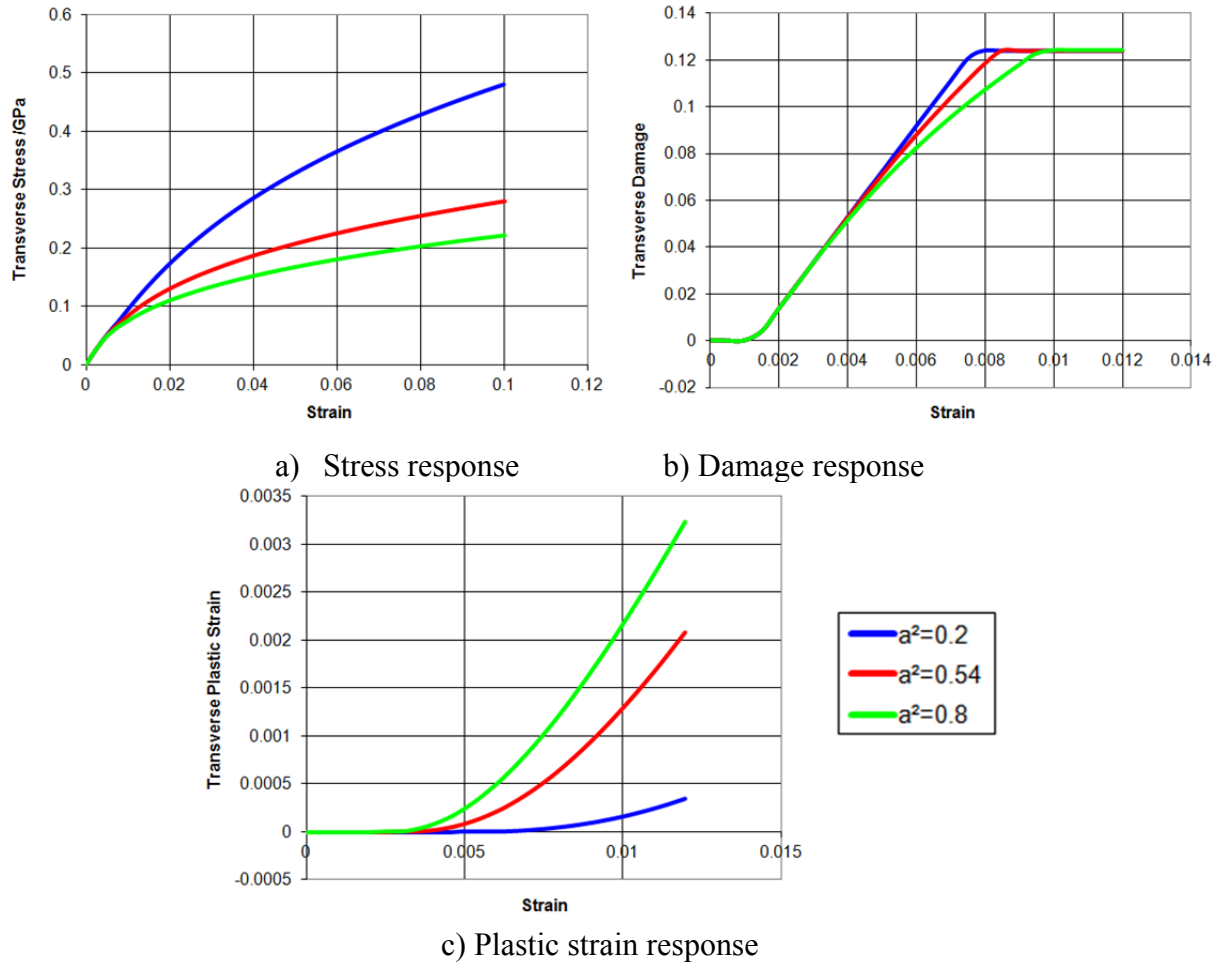 0.6
0.5
0.4
0.3
0.2
0.1
0
0 0.02 0.04 0.06 0.08 0.1 0.12
Transverse Stress /GPa
Strain
0.14
0.12
0.1
0.08
0.06
0.04
0.02
0
-0.02
0 0.002 0.004 0.006 0.008 0.01 0.012 0.014
Transverse Damage
Strain
a) Stress response
b) Damage response
0.0035
0.003
0.0025
0.002
0.0015
0.001
0.0005
0
-0.0005
0 0.005 0.01 0.015
Transverse Plastic Strain
Strain
a²=0.2
a²=0.54
a²=0.8
c) Plastic strain response